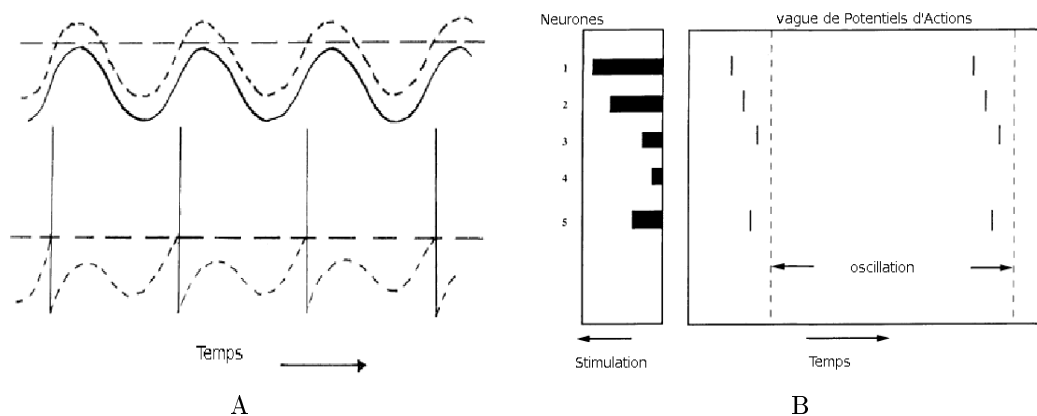 Neurones
vague de Potentiels d'Actions
1
2
3
4
5
oscillation
Temps
Stimulation
Temps
A
B